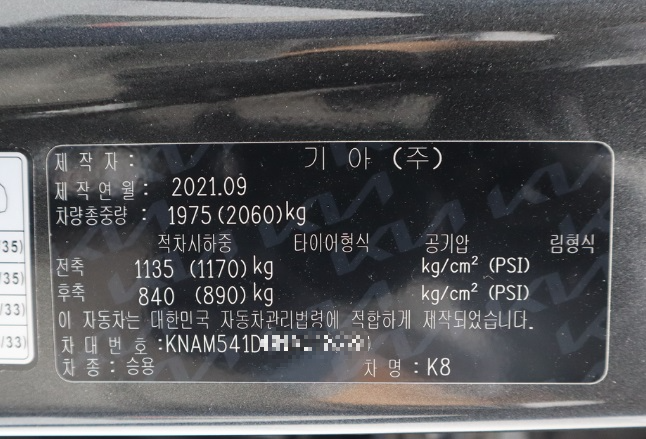 제작자 : 기아 (주)
제작연월 : 2021.09
차량총중량 : 1975 (2060)kg
적차시하중 타이어형식 공기압 림형식
전축 1135 (1170) kg kg/cm² (PSI)
후축 840 (890) kg kg/cm² (PSI)
이 자동차는 대한민국 자동차관리법령에 적합하게 제작되었습니다.
차대번호 :KNAM541D
차종 : 승용 차명 : K8
/35)
/35)
/33)
/33)